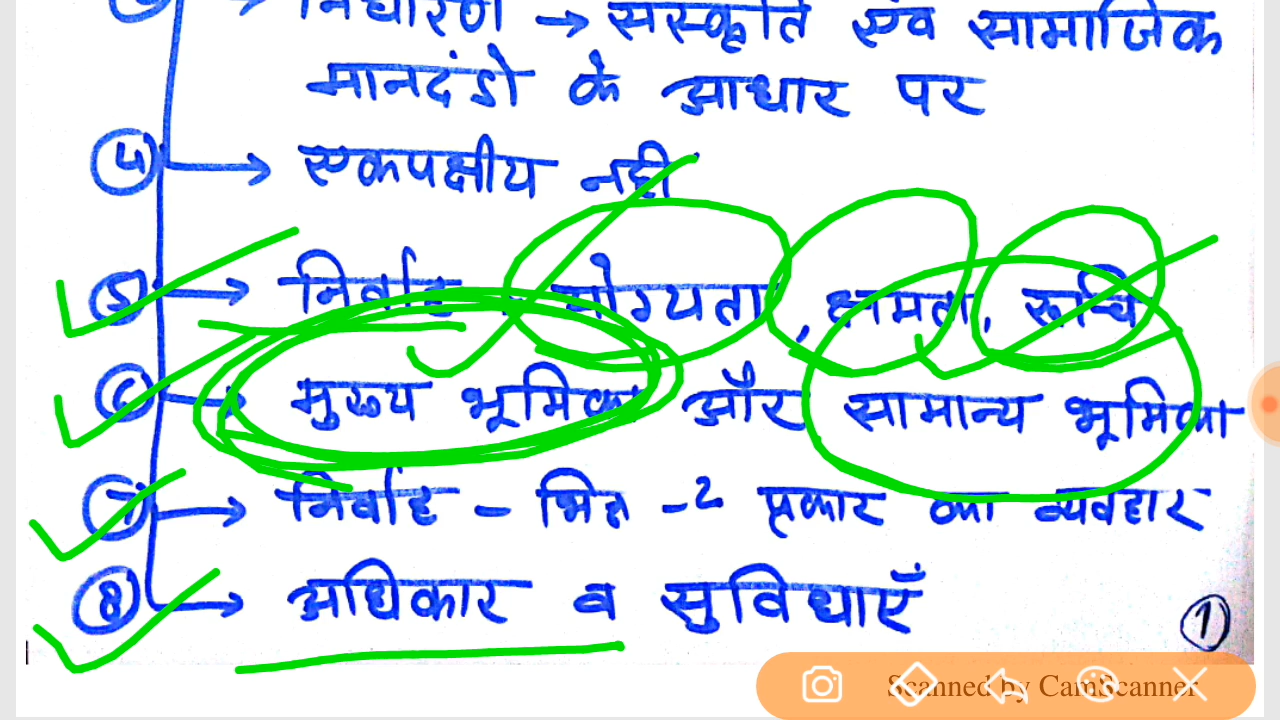 → निर्धारण → संस्कृति एंव सामाजिक
मानदंडो के आधार पर
④ → एकपक्षीय नही
⑤ → निर्वाह - योग्यता, क्षमता, रूचि
⑥ → मुख्य भूमिका और सामान्य भूमिका
⑦ → निर्वाह - भिन्न -2 प्रकार का व्यवहार
⑧ → अधिकार व सुविधाएँ
①
Scanned by CamScanner